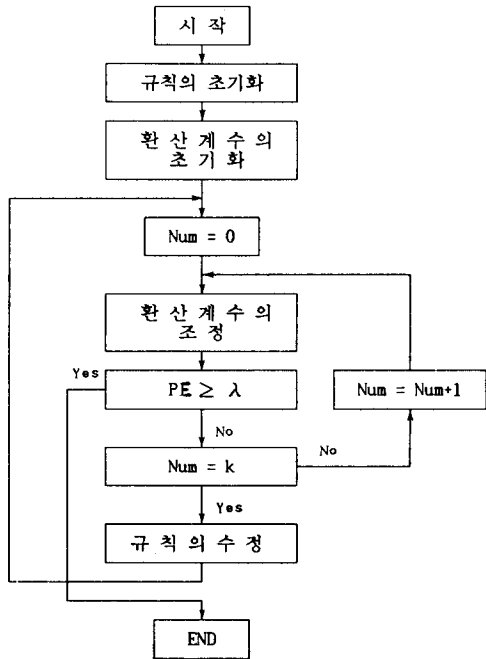 시 작
규칙의 초기화
환 산 계 수 의
초 기 화
Num = 0
환 산 계 수 의
조 정
Yes
PE ≥ λ
Num = Num+1
No
Num = k
No
Yes
규 칙 의 수 정
END